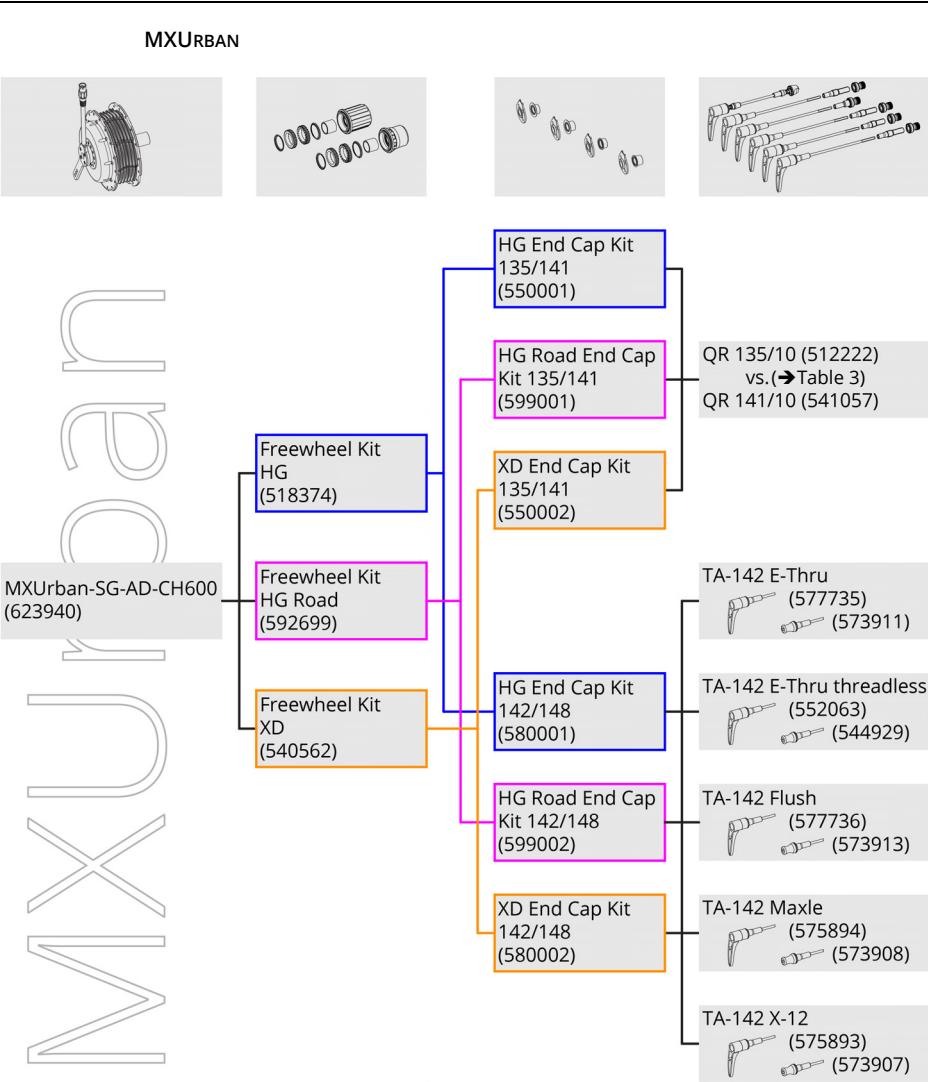 MXURBAN
MXUrban
MXUrban-SG-AD-CH600
(623940)
Freewheel Kit
HG
(518374)
Freewheel Kit
HG Road
(592699)
Freewheel Kit
XD
(540562)
HG End Cap Kit
135/141
(550001)
HG Road End Cap
Kit 135/141
(599001)
XD End Cap Kit
135/141
(550002)
HG End Cap Kit
142/148
(580001)
HG Road End Cap
Kit 142/148
(599002)
XD End Cap Kit
142/148
(580002)
QR 135/10 (512222)
vs.(➔Table 3)
QR 141/10 (541057)
TA-142 E-Thru
(577735)
(573911)
TA-142 E-Thru threadless
(552063)
(544929)
TA-142 Flush
(577736)
(573913)
TA-142 Maxle
(575894)
(573908)
TA-142 X-12
(575893)
(573907)